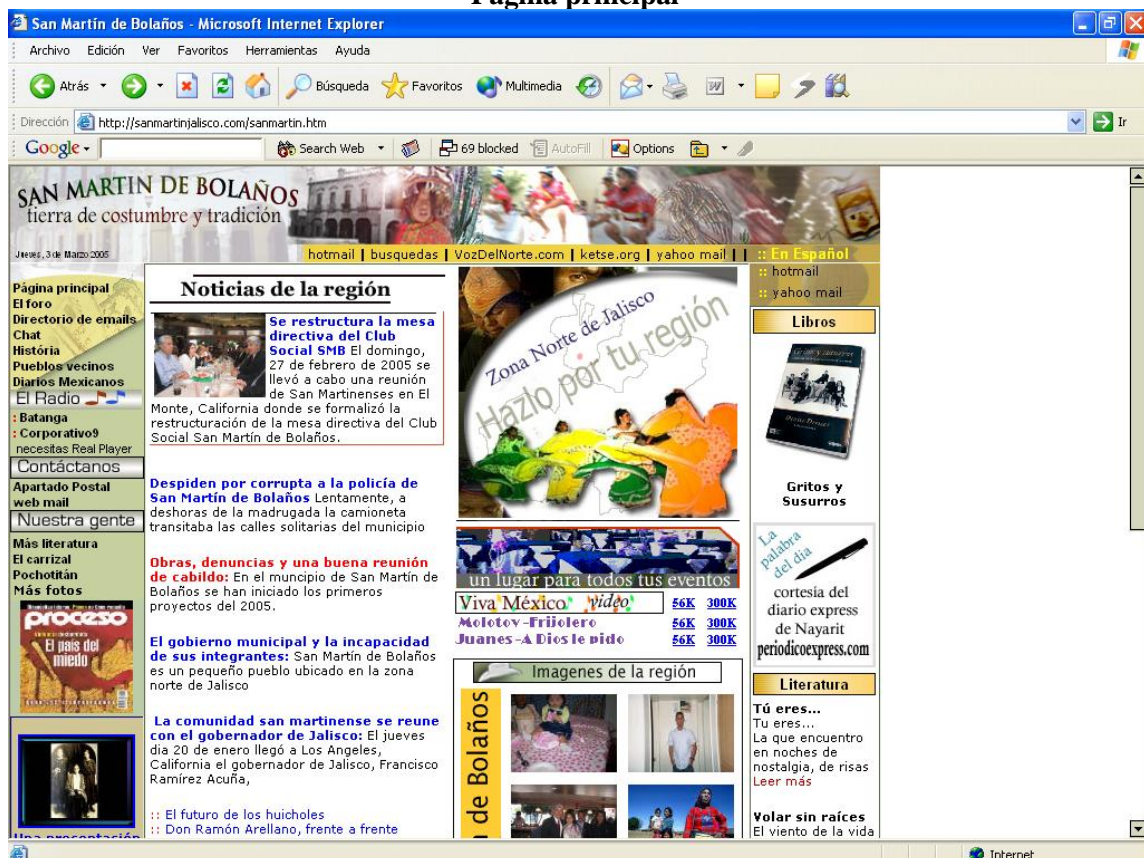 Página principal
San Martín de Bolaños - Microsoft Internet Explorer
Archivo Edición Ver Favoritos Herramientas Ayuda
Atrás Búsqueda Favoritos Multimedia
Dirección http://sanmartinjalisco.com/sanmartin.htm Ir
Google Search Web 69 blocked AutoFill Options
SAN MARTIN DE BOLAÑOS
tierra de costumbre y tradición
Jueves, 3 de Marzo 2005
hotmail | busquedas | VozDelNorte.com | ketse.org | yahoo mail | |
:: En Español
:: hotmail
:: yahoo mail
Página principal
El foro
Directorio de emails
Chat
História
Pueblos vecinos
Diarios Mexicanos
El Radio
: Batanga
: Corporativo9
necesitas Real Player
Contáctanos
Apartado Postal
web mail
Nuestra gente
Más literatura
El carrizal
Pochotitán
Más fotos
proceso
El país del
miedo
Una presentación
Noticias de la región
Se restructura la mesa
directiva del Club
Social SMB El domingo,
27 de febrero de 2005 se
llevó a cabo una reunión
de San Martinenses en El
Monte, California donde se formalizó la
restructuración de la mesa directiva del Club
Social San Martín de Bolaños.
Despiden por corrupta a la policía de
San Martín de Bolaños Lentamente, a
deshoras de la madrugada la camioneta
transitaba las calles solitarias del municipio
Obras, denuncias y una buena reunión
de cabildo: En el muncipio de San Martín de
Bolaños se han iniciado los primeros
proyectos del 2005.
El gobierno municipal y la incapacidad
de sus integrantes: San Martín de Bolaños
es un pequeño pueblo ubicado en la zona
norte de Jalisco
La comunidad san martinense se reune
con el gobernador de Jalisco: El jueves
dia 20 de enero llegó a Los Angeles,
California el gobernador de Jalisco, Francisco
Ramírez Acuña,
:: El futuro de los huicholes
:: Don Ramón Arellano, frente a frente
Zona Norte de Jalisco
Hazlo por tu región
un lugar para todos tus eventos
Viva México video 56K 300K
Molotov-Frijolero 56K 300K
Juanes-A Dios le pido 56K 300K
Imagenes de la región
de Bolaños
Libros
Gritos y susurros
Gritos y
Susurros
La
palabra
del dia
cortesía del
diario express
de Nayarit
periodicoexpress.com
Literatura
Tú eres...
Tu eres...
La que encuentro
en noches de
nostalgia, de risas
Leer más
Volar sin raíces
El viento de la vida
Internet